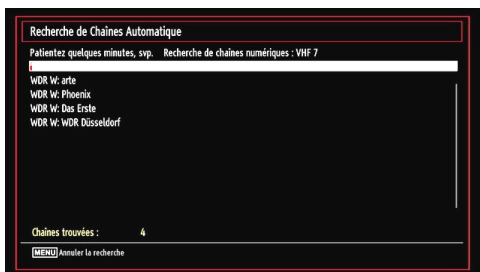 Recherche de Chaînes Automatique
Patientez quelques minutes, svp. Recherche de chaînes numériques : VHF 7
WDR W: arte
WDR W: Phoenix
WDR W: Das Erste
WDR W: WDR Düsseldorf
Chaînes trouvées : 4
MENU Annuler la recherche